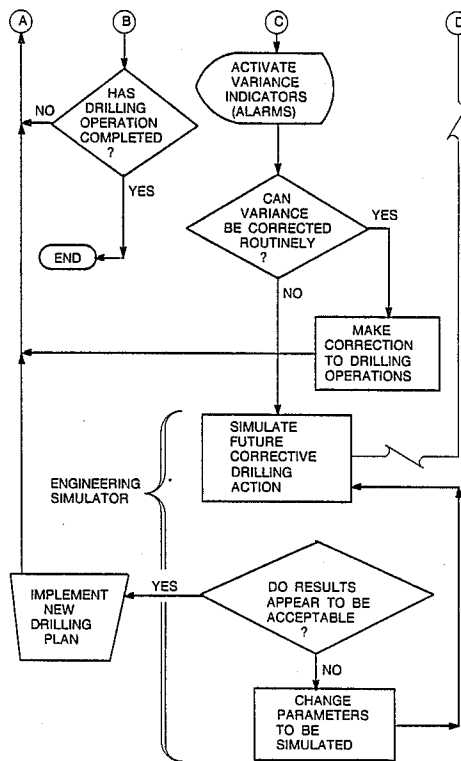 A
B
C
D
HAS
DRILLING
OPERATION
COMPLETED
?
NO
YES
END
ACTIVATE
VARIANCE
INDICATORS
(ALARMS)
CAN
VARIANCE
BE CORRECTED
ROUTINELY
?
YES
NO
MAKE
CORRECTION
TO DRILLING
OPERATIONS
SIMULATE
FUTURE
CORRECTIVE
DRILLING
ACTION
ENGINEERING
SIMULATOR
DO RESULTS
APPEAR TO BE
ACCEPTABLE
?
YES
NO
IMPLEMENT
NEW
DRILLING
PLAN
CHANGE
PARAMETERS
TO BE
SIMULATED